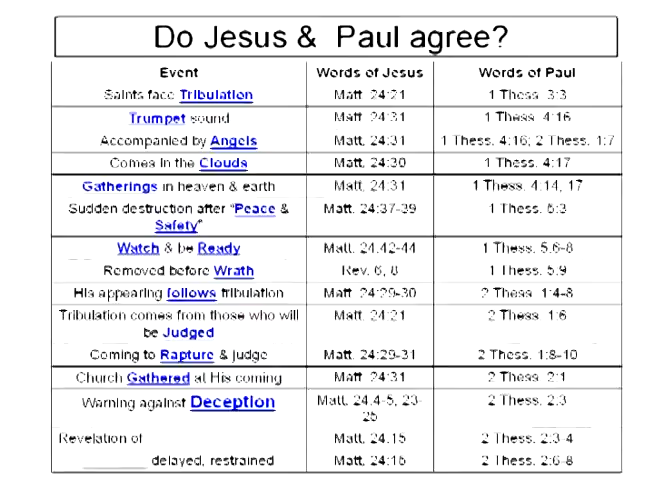 Do Jesus & Paul agree?
Event Words of Jesus Words of Paul
Saints face Tribulation Matt. 24:21 1 Thess. 3:3
Trumpet sound Matt. 24:31 1 Thess. 4:16
Accompanied by Angels Matt. 24:31 1 Thess. 4:16; 2 Thess. 1:7
Comes in the Clouds Matt. 24:30 1 Thess. 4:17
Gatherings in heaven & earth Matt. 24:31 1 Thess. 4:14, 17
Sudden destruction after “Peace & Matt. 24:37-39 1 Thess. 5:3
Safety”
Watch & be Ready Matt. 24:42-44 1 Thess. 5:6-8
Removed before Wrath Rev. 6, 8 1 Thess. 5:9
His appearing follows tribulation Matt. 24:29-30 2 Thess. 1:4-8
Tribulation comes from those who will Matt. 24:21 2 Thess. 1:6
be Judged
Coming to Rapture & judge Matt. 24:29-31 2 Thess. 1:8-10
Church Gathered at His coming Matt. 24:31 2 Thess. 2:1
Warning against Deception Matt. 24:4-5, 23- 2 Thess. 2:3
25
Revelation of Matt. 24:15 2 Thess. 2:3-4
delayed, restrained Matt. 24:15 2 Thess. 2:6-8